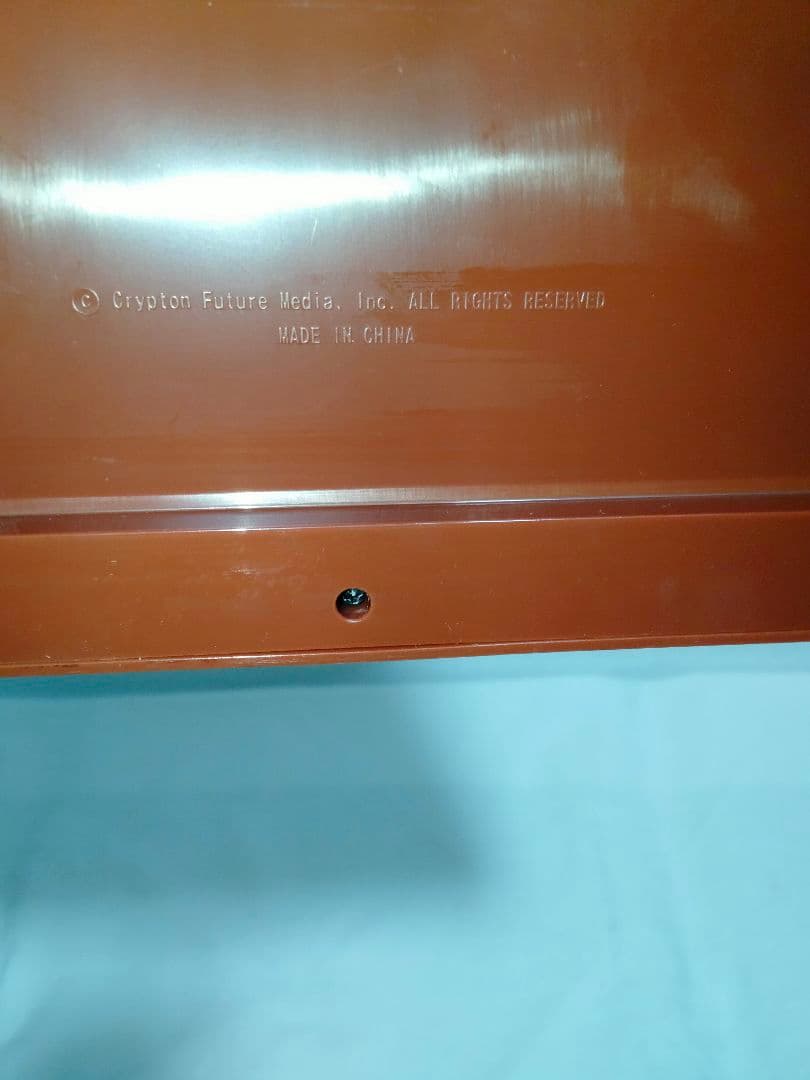 © Crypton Future Media, Inc. ALL RIGHTS RESERVED
MADE IN CHINA